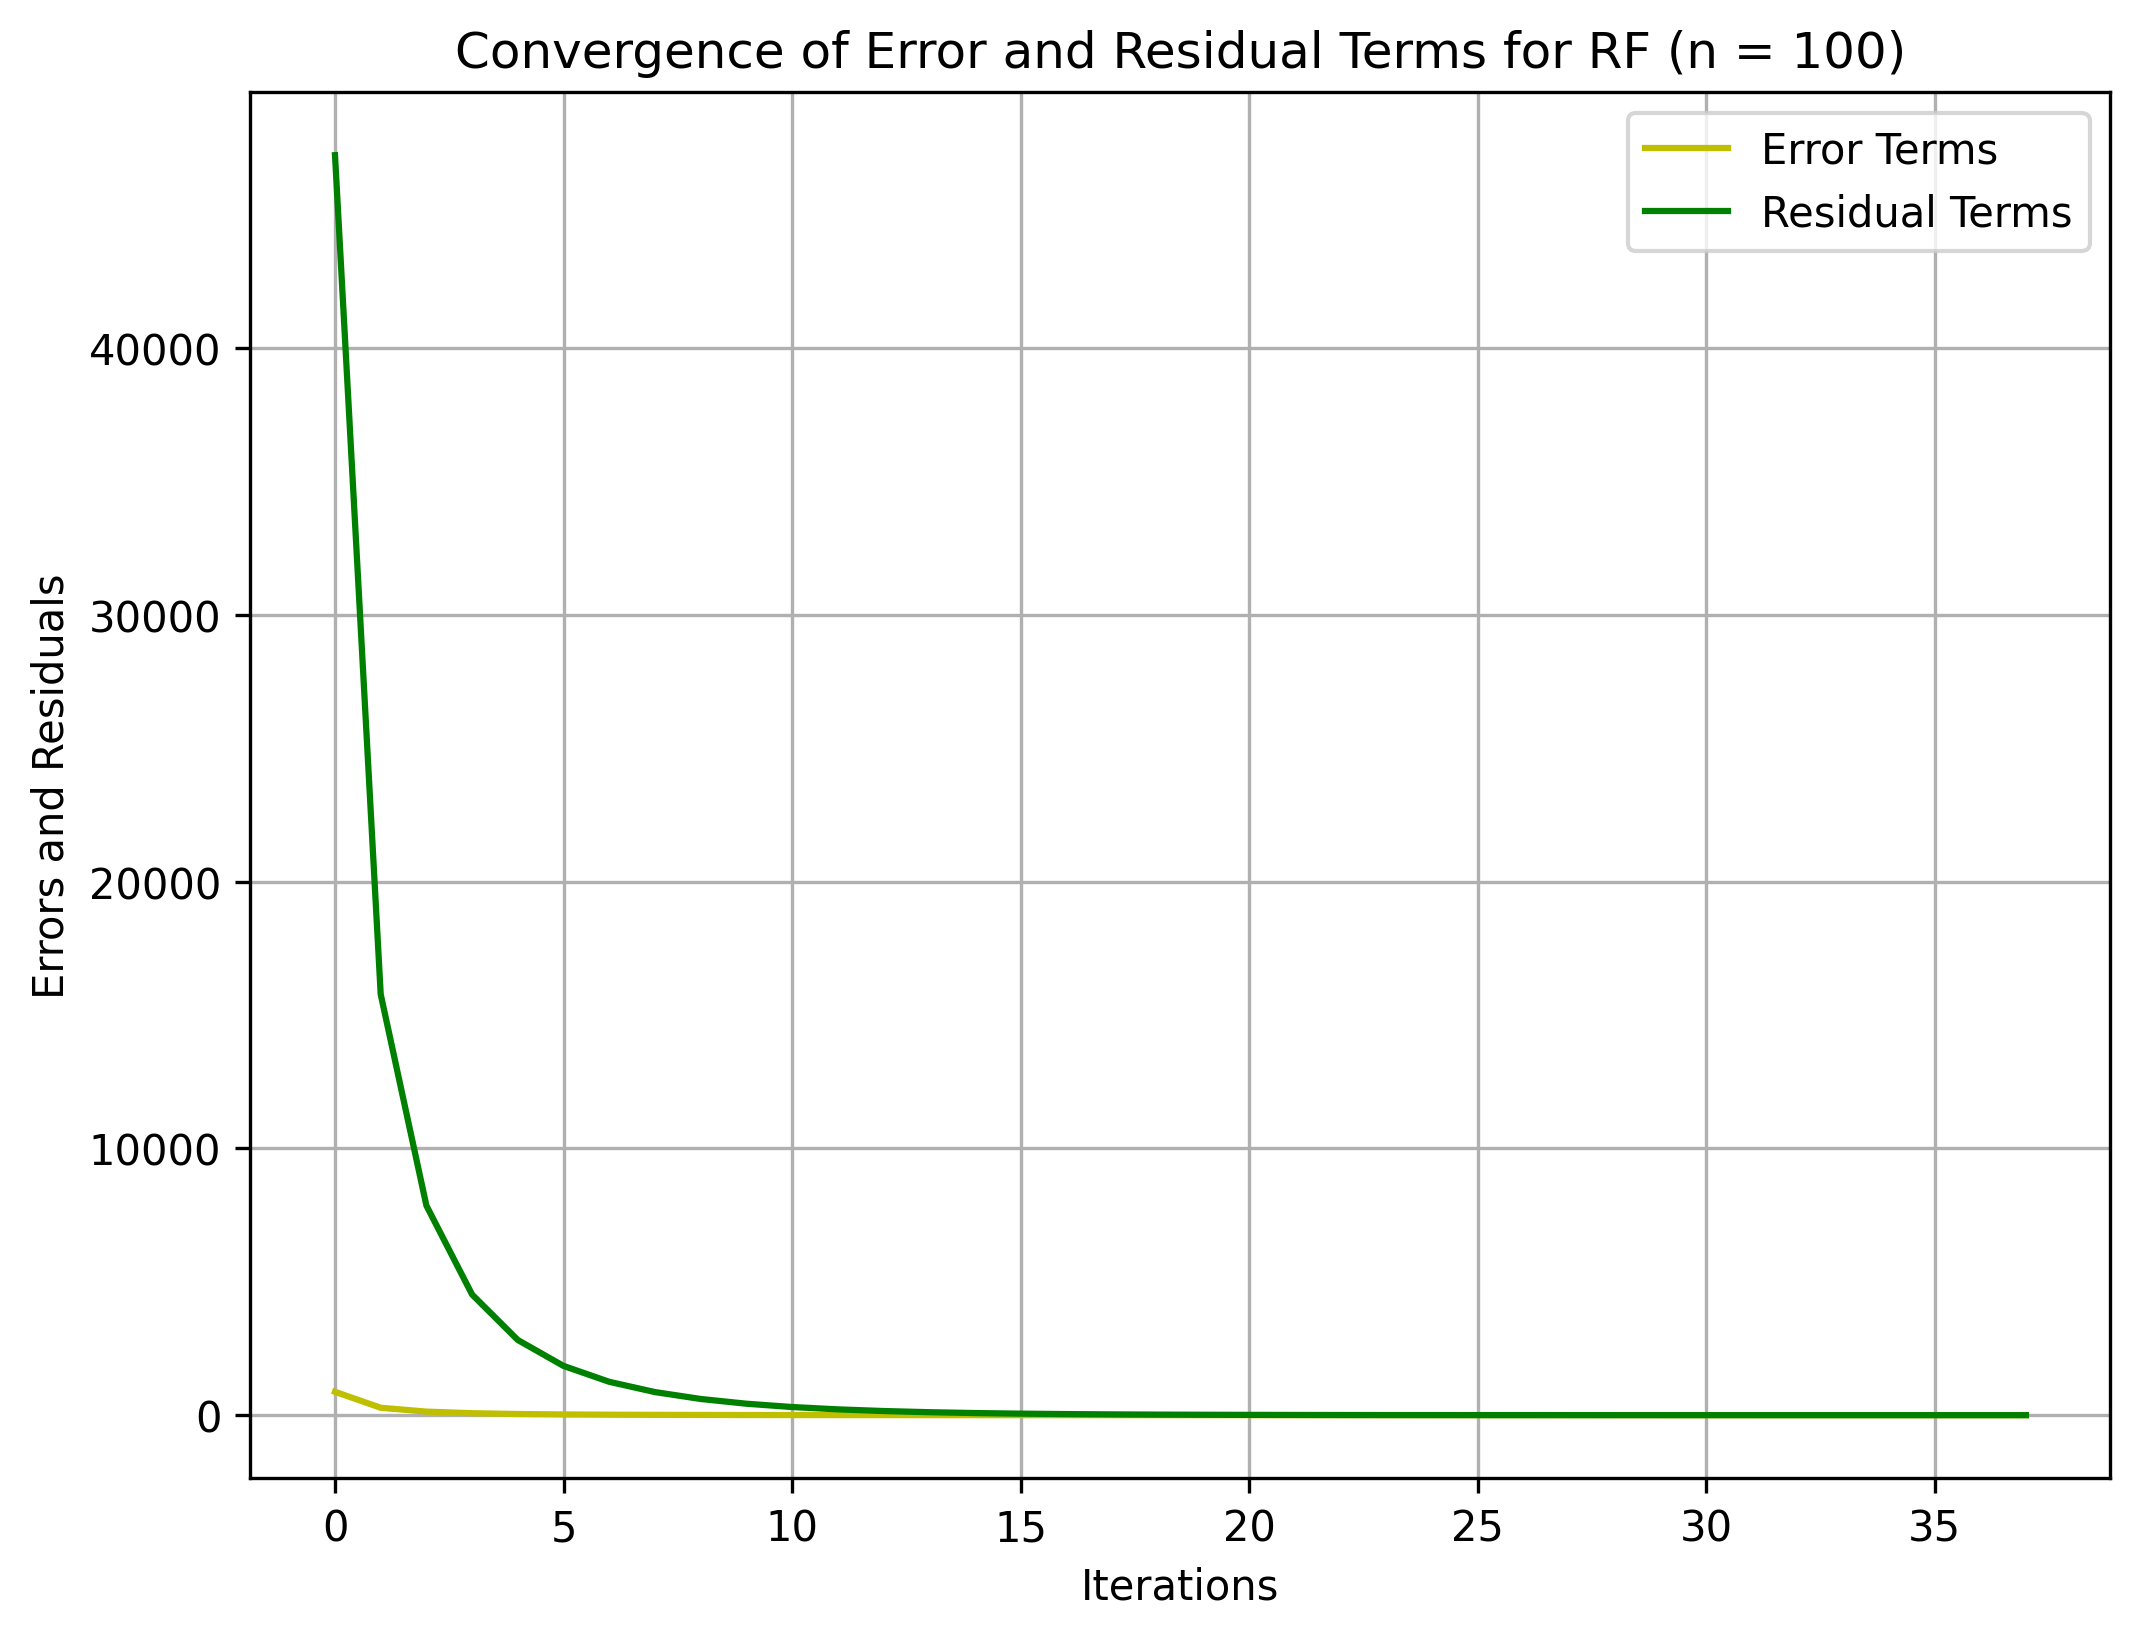 Convergence of Error and Residual Terms for RF (n = 100)
Error Terms
Residual Terms
Errors and Residuals
40000
30000
20000
10000
0
0 5 10 15 20 25 30 35
Iterations